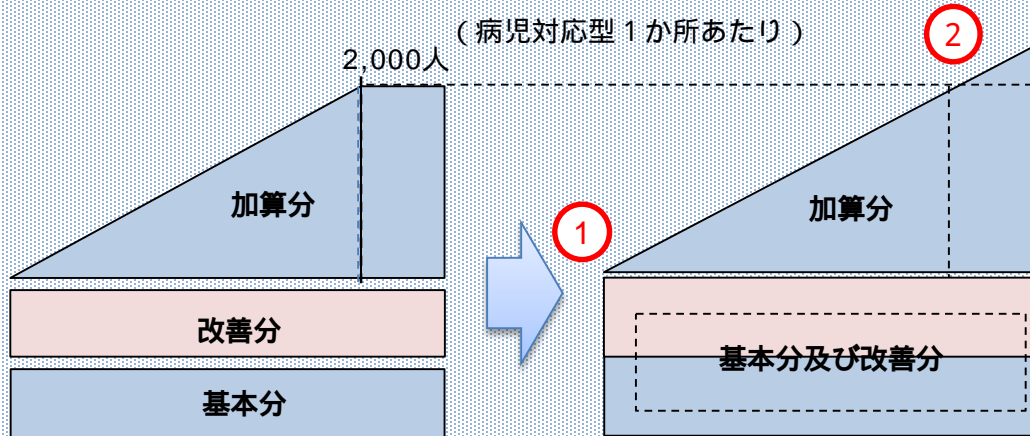 (病児対応型1か所あたり)
2,000人
2
加算分
加算分
1
改善分
基本分及び改善分
基本分